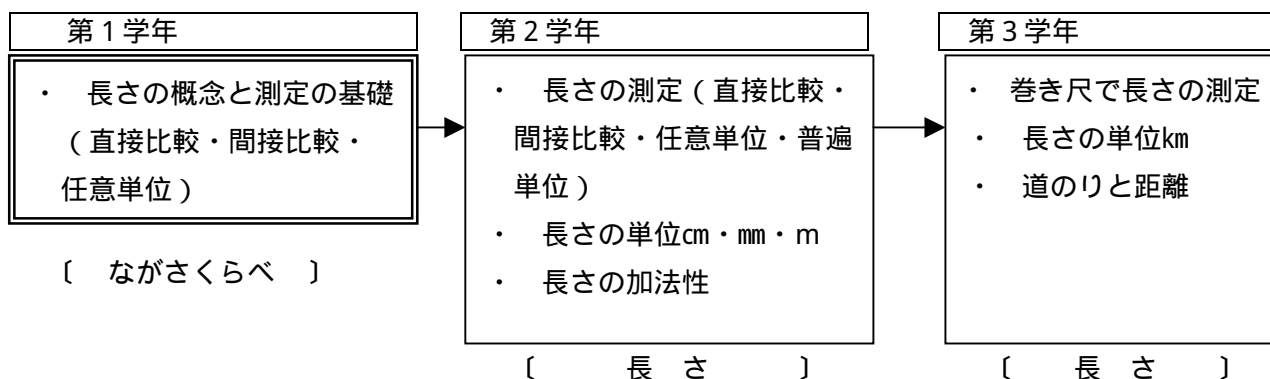 第1学年
・ 長さの概念と測定の基礎
(直接比較・間接比較・
任意単位)
〔 ながさくらべ 〕
第2学年
・ 長さの測定(直接比較・
間接比較・任意単位・普遍
単位)
・ 長さの単位㎝・㎜・m
・ 長さの加法性
〔 長 さ 〕
第3学年
・ 巻き尺で長さの測定
・ 長さの単位㎞
・ 道のりと距離
〔 長 さ 〕